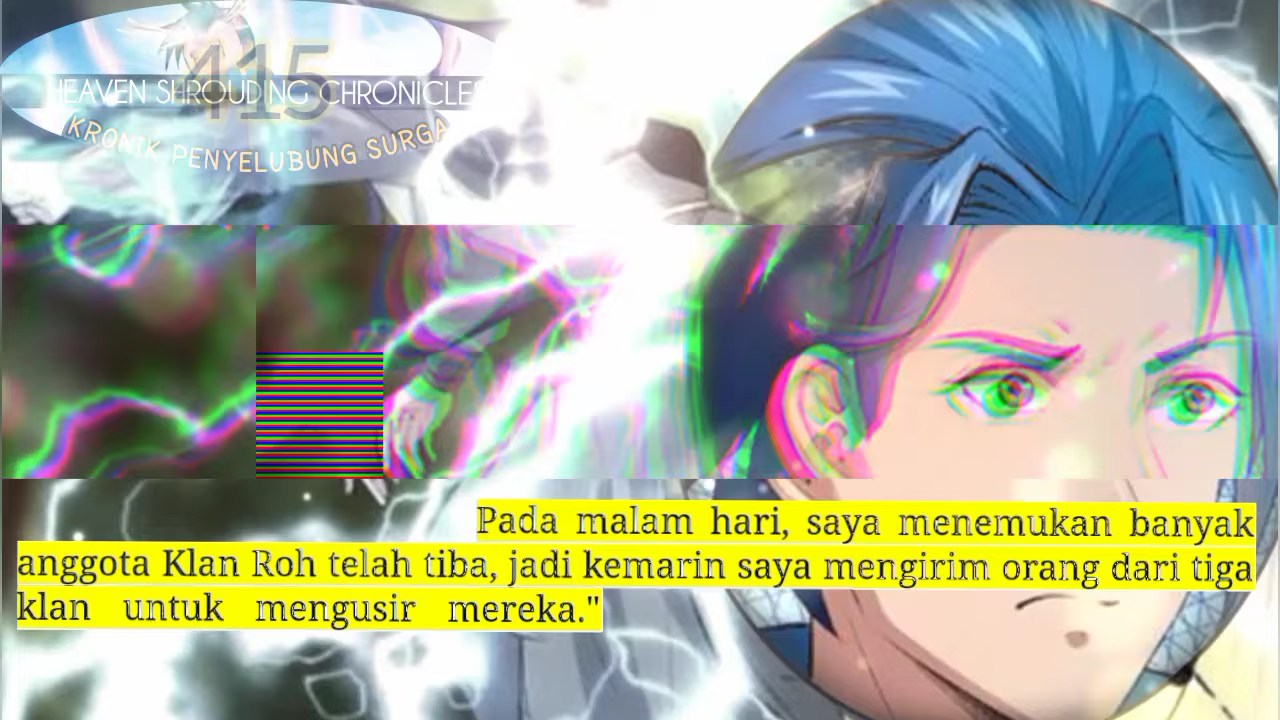 415
HEAVEN SHROUDING CHRONICLES
KRONIK PENYELUBUNG SURGA
Pada malam hari, saya menemukan banyak
anggota Klan Roh telah tiba, jadi kemarin saya mengirim orang dari tiga
klan untuk mengusir mereka."